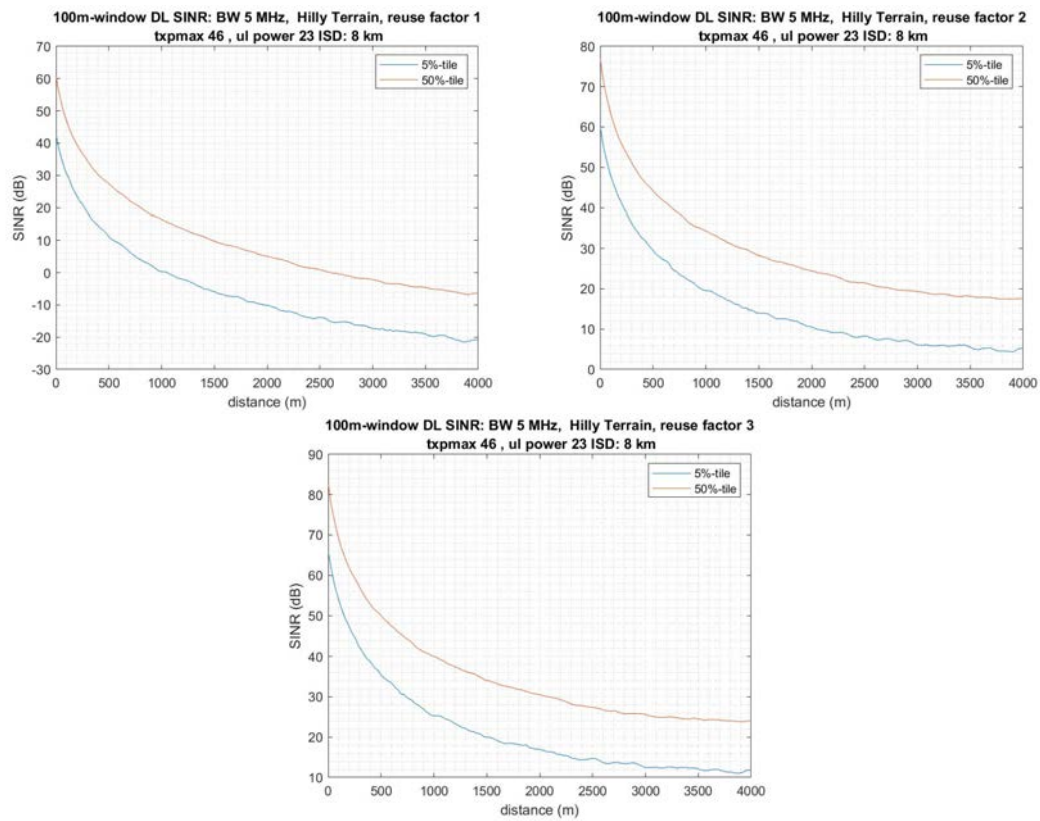 100m-window DL SINR: BW 5 MHz, Hilly Terrain, reuse factor 1
txpmax 46 , ul power 23 ISD: 8 km
70
60
50
40
30
20
10
0
-10
-20
-30
SINR (dB)
5%-tile
50%-tile
0 500 1000 1500 2000 2500 3000 3500 4000
distance (m)
100m-window DL SINR: BW 5 MHz, Hilly Terrain, reuse factor 2
txpmax 46 , ul power 23 ISD: 8 km
80
70
60
50
40
30
20
10
0
SINR (dB)
5%-tile
50%-tile
0 500 1000 1500 2000 2500 3000 3500 4000
distance (m)
100m-window DL SINR: BW 5 MHz, Hilly Terrain, reuse factor 3
txpmax 46 , ul power 23 ISD: 8 km
90
80
70
60
50
40
30
20
10
SINR (dB)
5%-tile
50%-tile
0 500 1000 1500 2000 2500 3000 3500 4000
distance (m)